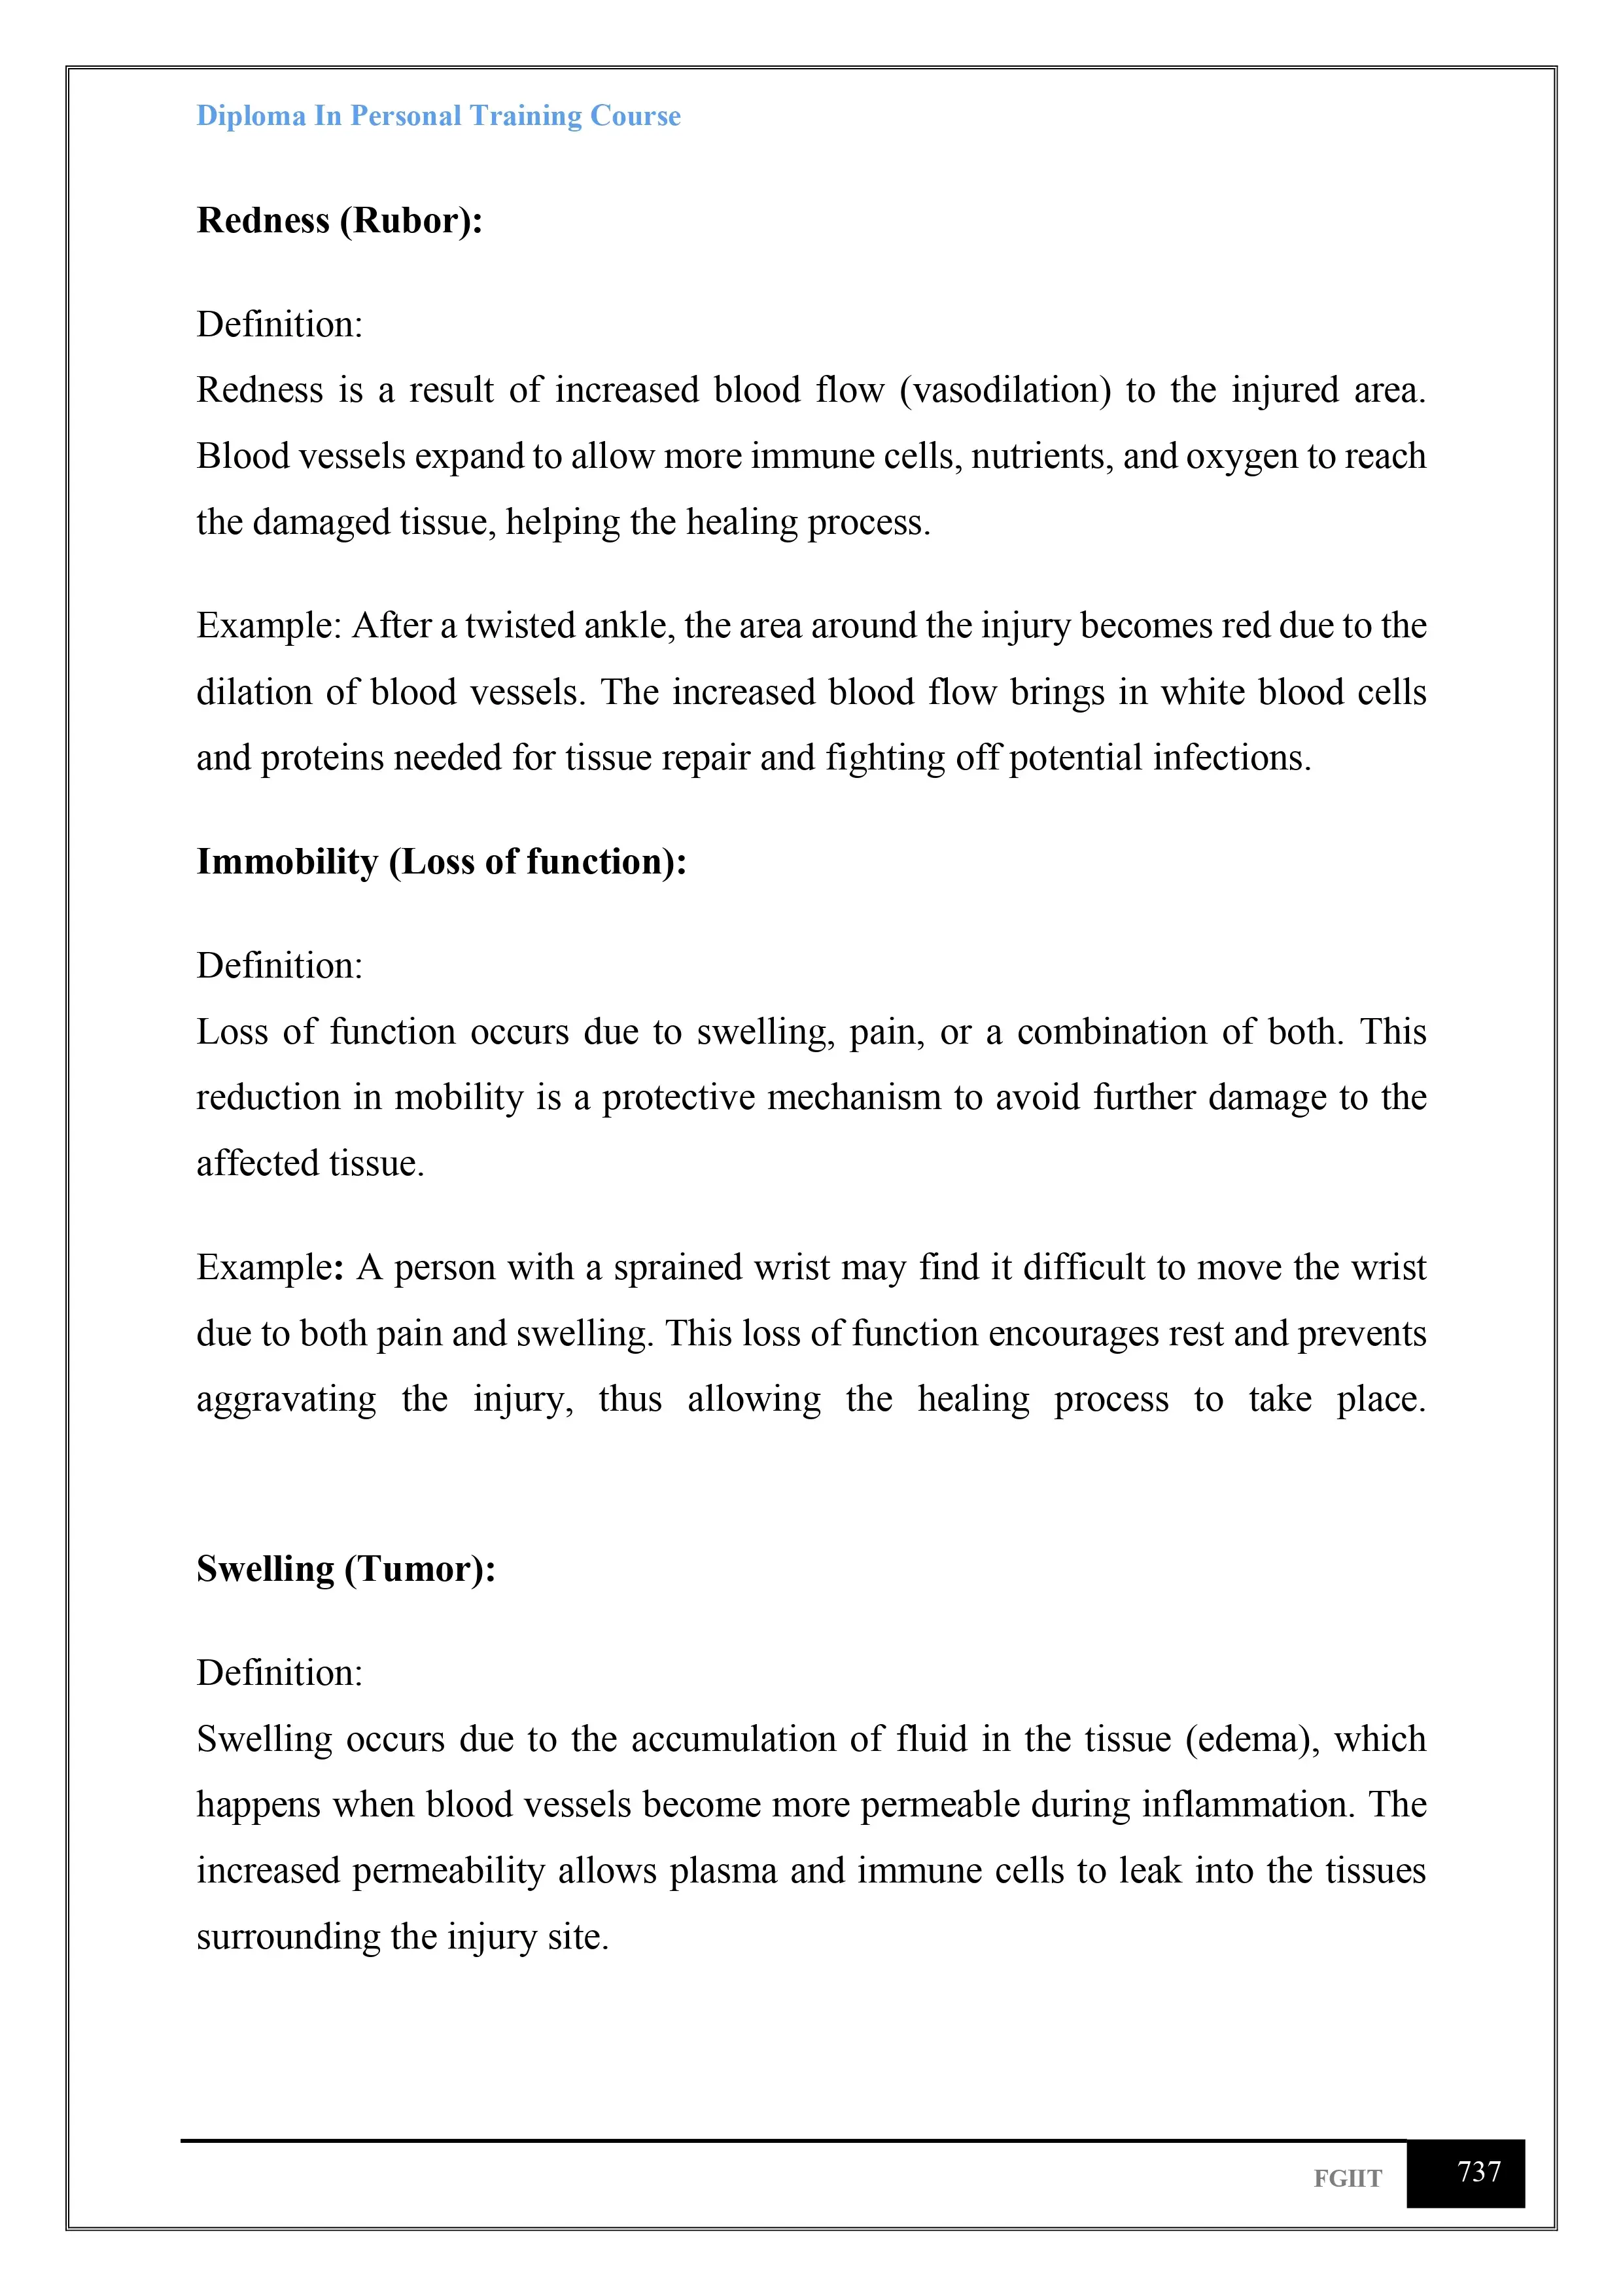 Diploma In Personal Training Course
Redness (Rubor):
Definition:
Redness is a result of increased blood flow (vasodilation) to the injured area.
Blood vessels expand to allow more immune cells, nutrients, and oxygen to reach
the damaged tissue, helping the healing process.
Example: After a twisted ankle, the area around the injury becomes red due to the
dilation of blood vessels. The increased blood flow brings in white blood cells
and proteins needed for tissue repair and fighting off potential infections.
Immobility (Loss of function):
Definition:
Loss of function occurs due to swelling, pain, or a combination of both. This
reduction in mobility is a protective mechanism to avoid further damage to the
affected tissue.
Example: A person with a sprained wrist may find it difficult to move the wrist
due to both pain and swelling. This loss of function encourages rest and prevents
aggravating the injury, thus allowing the healing process to take place.
Swelling (Tumor):
Definition:
Swelling occurs due to the accumulation of fluid in the tissue (edema), which
happens when blood vessels become more permeable during inflammation. The
increased permeability allows plasma and immune cells to leak into the tissues
surrounding the injury site.
FGIIT 737